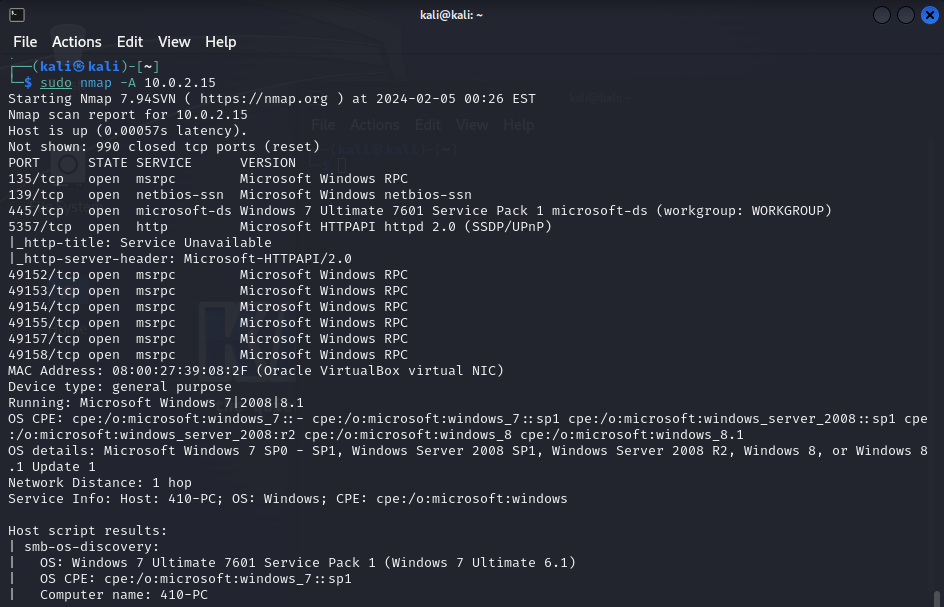 kali@kali: ~
File Actions Edit View Help
┌──(kali㉿kali)-[~]
└─$ sudo nmap -A 10.0.2.15
Starting Nmap 7.94SVN ( https://nmap.org ) at 2024-02-05 00:26 EST
Nmap scan report for 10.0.2.15
Host is up (0.00057s latency).
Not shown: 990 closed tcp ports (reset)
PORT      STATE SERVICE      VERSION
135/tcp   open  msrpc        Microsoft Windows RPC
139/tcp   open  netbios-ssn  Microsoft Windows netbios-ssn
445/tcp   open  microsoft-ds Windows 7 Ultimate 7601 Service Pack 1 microsoft-ds (workgroup: WORKGROUP)
5357/tcp  open  http         Microsoft HTTPAPI httpd 2.0 (SSDP/UPnP)
|_http-title: Service Unavailable
|_http-server-header: Microsoft-HTTPAPI/2.0
49152/tcp open  msrpc        Microsoft Windows RPC
49153/tcp open  msrpc        Microsoft Windows RPC
49154/tcp open  msrpc        Microsoft Windows RPC
49155/tcp open  msrpc        Microsoft Windows RPC
49157/tcp open  msrpc        Microsoft Windows RPC
49158/tcp open  msrpc        Microsoft Windows RPC
MAC Address: 08:00:27:39:08:2F (Oracle VirtualBox virtual NIC)
Device type: general purpose
Running: Microsoft Windows 7|2008|8.1
OS CPE: cpe:/o:microsoft:windows_7::- cpe:/o:microsoft:windows_7::sp1 cpe:/o:microsoft:windows_server_2008::sp1 cpe
:/o:microsoft:windows_server_2008:r2 cpe:/o:microsoft:windows_8 cpe:/o:microsoft:windows_8.1
OS details: Microsoft Windows 7 SP0 - SP1, Windows Server 2008 SP1, Windows Server 2008 R2, Windows 8, or Windows 8
.1 Update 1
Network Distance: 1 hop
Service Info: Host: 410-PC; OS: Windows; CPE: cpe:/o:microsoft:windows
Host script results:
| smb-os-discovery:
|   OS: Windows 7 Ultimate 7601 Service Pack 1 (Windows 7 Ultimate 6.1)
|   OS CPE: cpe:/o:microsoft:windows_7::sp1
|   Computer name: 410-PC